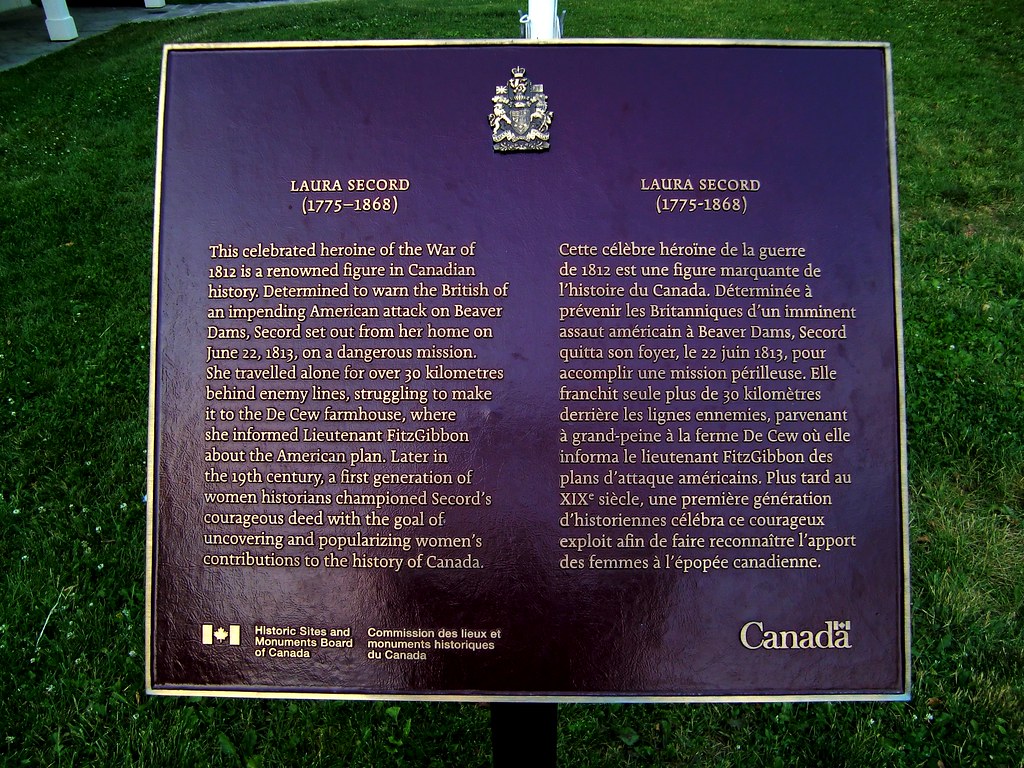 LAURA SECORD
(1775–1868)
This celebrated heroine of the War of
1812 is a renowned figure in Canadian
history. Determined to warn the British of
an impending American attack on Beaver
Dams, Secord set out from her home on
June 22, 1813, on a dangerous mission.
She travelled alone for over 30 kilometres
behind enemy lines, struggling to make
it to the De Cew farmhouse, where
she informed Lieutenant FitzGibbon
about the American plan. Later in
the 19th century, a first generation of
women historians championed Secord's
courageous deed with the goal of
uncovering and popularizing women's
contributions to the history of Canada.
LAURA SECORD
(1775-1868)
Cette célèbre héroïne de la guerre
de 1812 est une figure marquante de
l'histoire du Canada. Déterminée à
prévenir les Britanniques d'un imminent
assaut américain à Beaver Dams, Secord
quitta son foyer, le 22 juin 1813, pour
accomplir une mission périlleuse. Elle
franchit seule plus de 30 kilomètres
derrière les lignes ennemies, parvenant
à grand-peine à la ferme De Cew où elle
informa le lieutenant FitzGibbon des
plans d'attaque américains. Plus tard au
XIXe siècle, une première génération
d'historiennes célébra ce courageux
exploit afin de faire reconnaître l'apport
des femmes à l'épopée canadienne.
Historic Sites and
Monuments Board
of Canada
Commission des lieux et
monuments historiques
du Canada
Canada